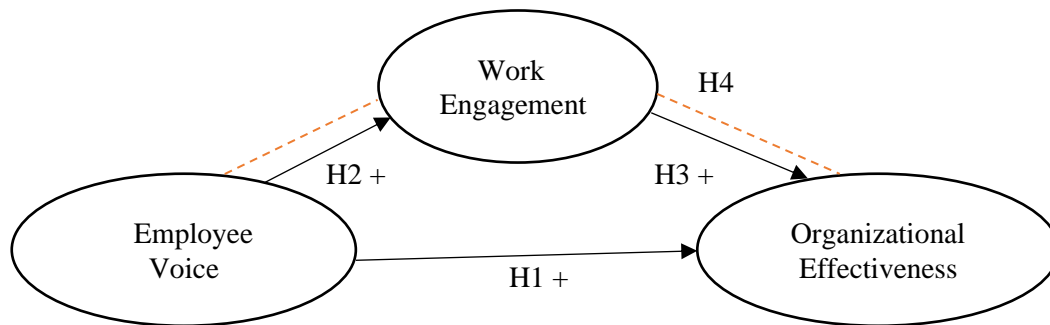 Work
Engagement
H4
H2 +
H3 +
Employee
Voice
Organizational
Effectiveness
H1 +